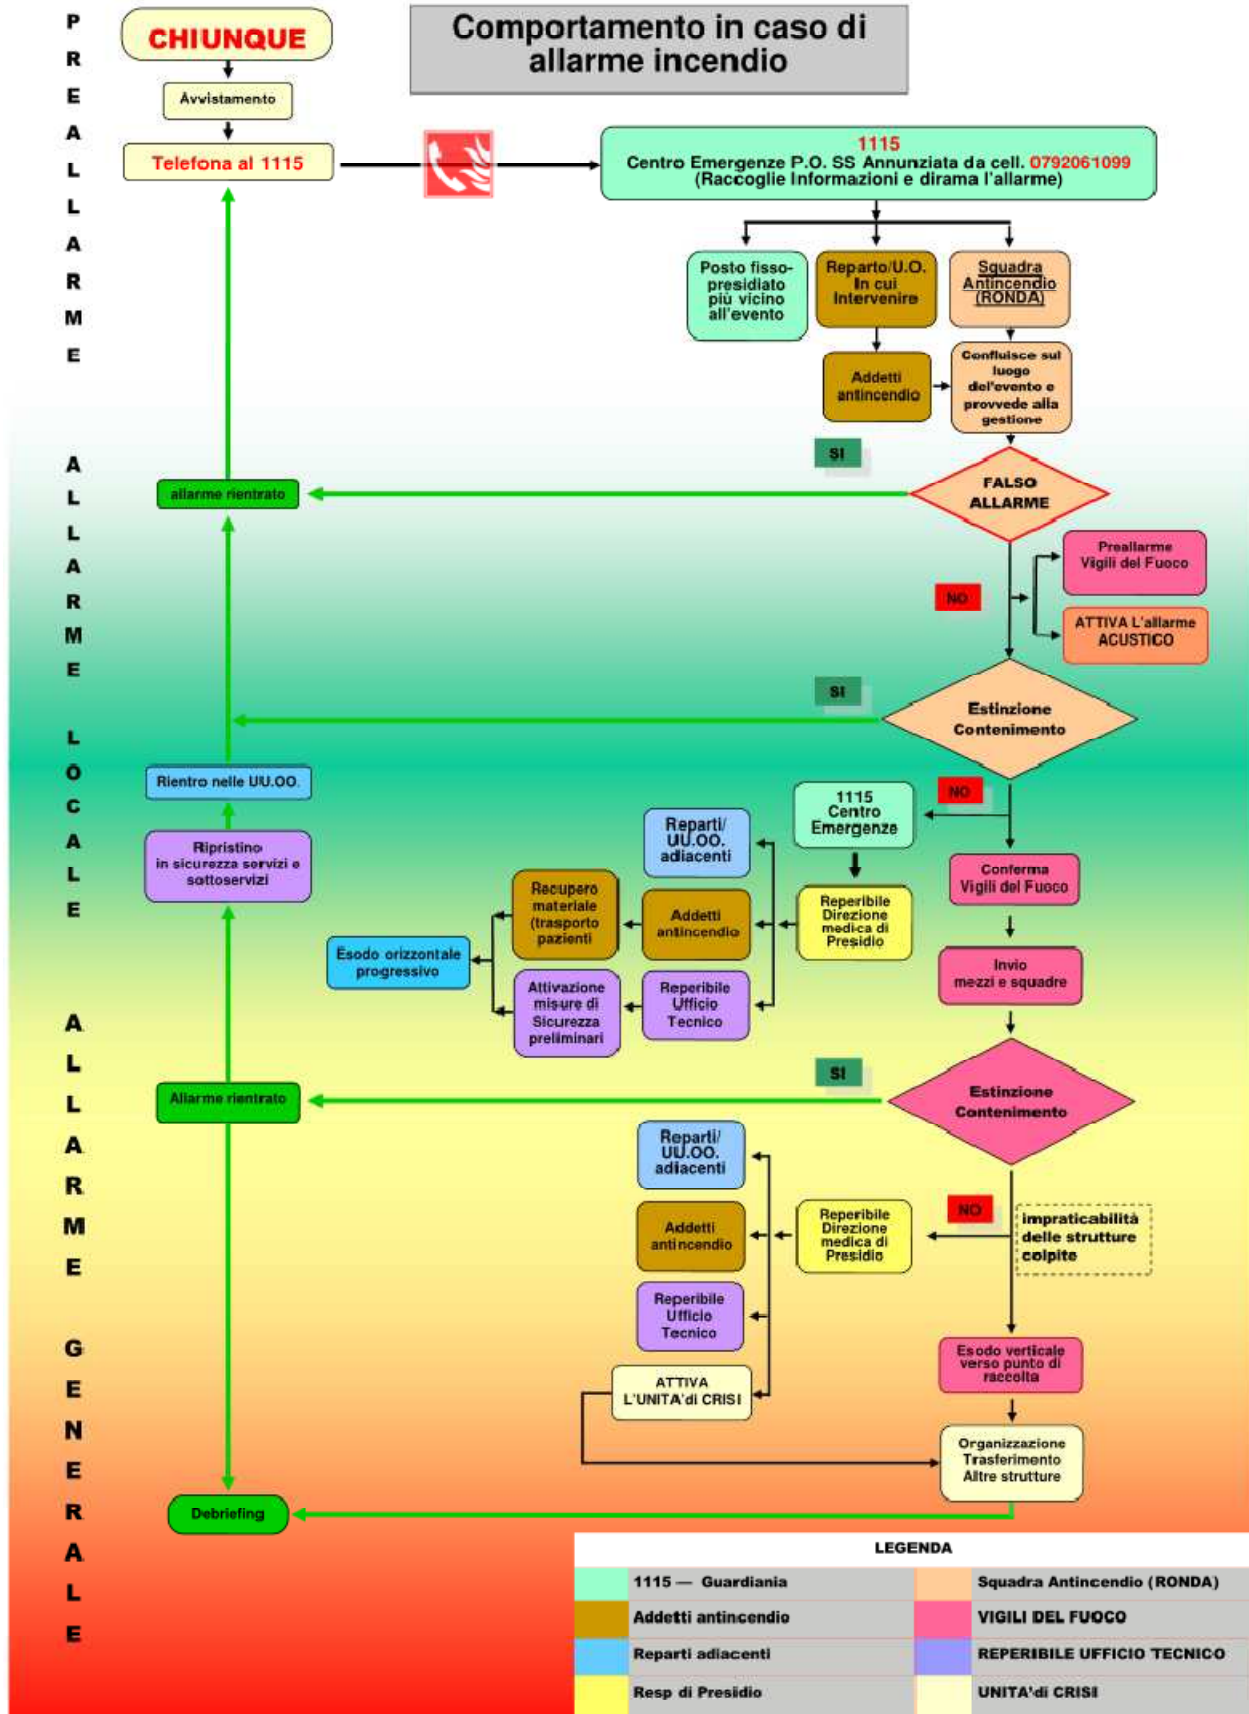 PREALLARME
ALLARME LOCALE
ALLARME GENERALE
Comportamento in caso di
allarme incendio
CHIUNQUE
Avvistamento
Telefona al 1115
1115
Centro Emergenze P.O. SS Annunziata da cell. 0792061099
(Raccoglie Informazioni e dirama l'allarme)
Posto fisso-
presidiato
più vicino
all'evento
Reparto/U.O.
In cui
Intervenire
Squadra
Antincendio
(RONDA)
Addetti
antincendio
Confluisce sul
luogo
del'evento e
provvede alla
gestione
SI
FALSO
ALLARME
allarme rientrato
NO
Preallarme
Vigili del Fuoco
ATTIVA L'allarme
ACUSTICO
SI
Estinzione
Contenimento
Rientro nelle UU.OO.
NO
1115
Centro
Emergenze
Reparti/
UU.OO.
adiacenti
Ripristino
in sicurezza servizi e
sottoservizi
Conferma
Vigili del Fuoco
Recupero
materiale
(trasporto
pazienti
Addetti
antincendio
Reperibile
Direzione
medica di
Presidio
Esodo orizzontale
progressivo
Invio
mezzi e squadre
Attivazione
misure di
Sicurezza
preliminari
Reperibile
Ufficio
Tecnico
SI
Allarme rientrato
Estinzione
Contenimento
Reparti/
UU.OO.
adiacenti
NO
impraticabilità
delle strutture
colpite
Addetti
antincendio
Reperibile
Direzione
medica di
Presidio
Reperibile
Ufficio
Tecnico
Esodo verticale
verso punto di
raccolta
ATTIVA
L'UNITA'di CRISI
Organizzazione
Trasferimento
Altre strutture
Debriefing
LEGENDA
1115 — Guardiania
Squadra Antincendio (RONDA)
Addetti antincendio
VIGILI DEL FUOCO
Reparti adiacenti
REPERIBILE UFFICIO TECNICO
Resp di Presidio
UNITA'di CRISI